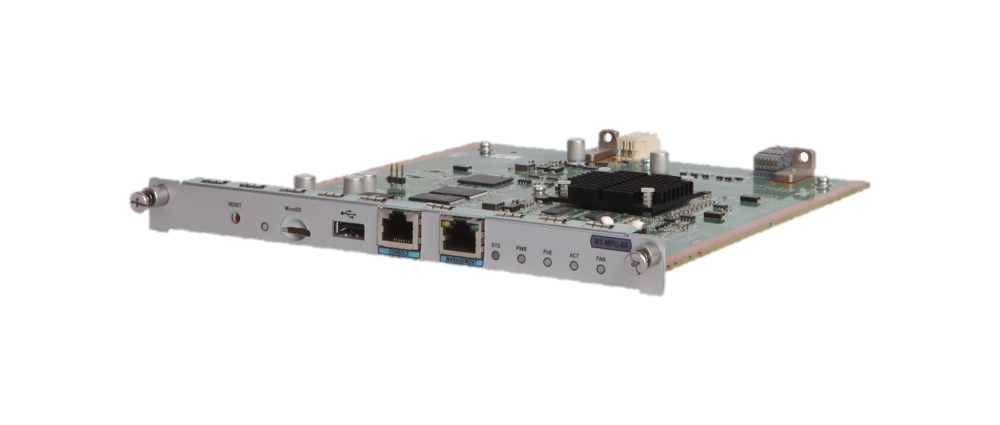 RESET
MicroSD
CONSOLE
MANAGEMENT
SYS
PWR
PoE
ACT
FAN
RT-MPU-60